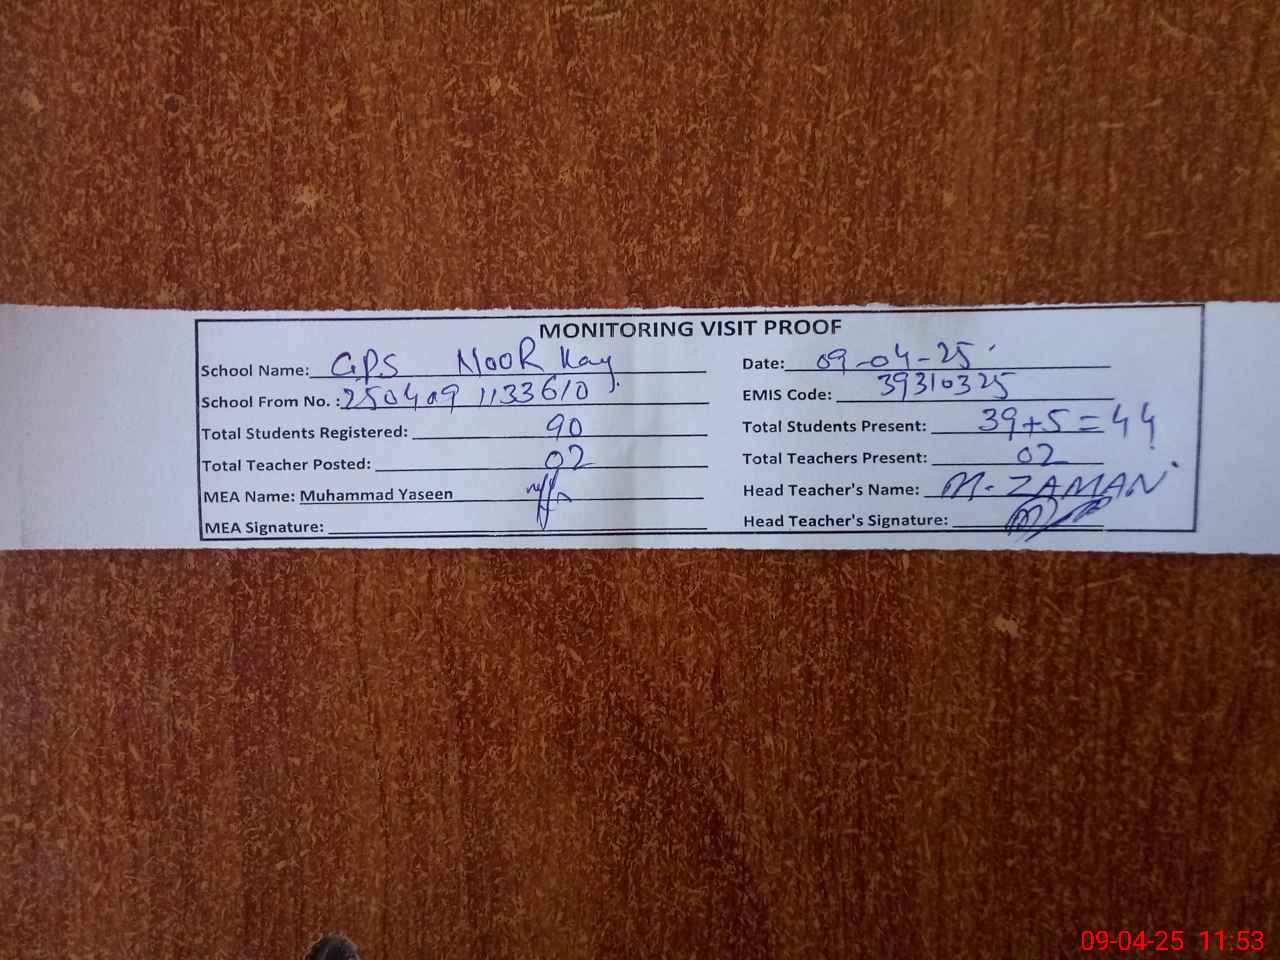 MONITORING VISIT PROOF
School Name: GPS NOOR Kay Date: 09-04-25
School From No. : 250409 1133610 EMIS Code: 39310325
Total Students Registered: 90 Total Students Present: 39+5=44
Total Teacher Posted: 02 Total Teachers Present: 02
MEA Name: Muhammad Yaseen Head Teacher's Name: M. ZAMAN
MEA Signature: Head Teacher's Signature:
09-04-25 11:53